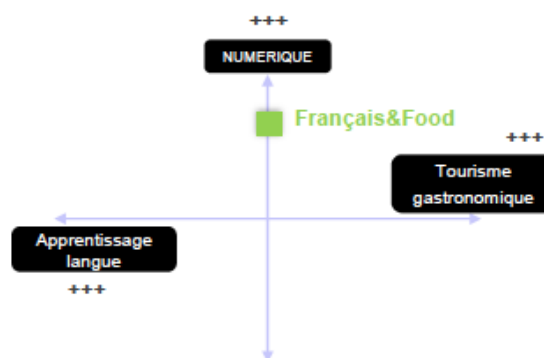 +++
NUMERIQUE
Français&Food
+++
Tourisme
gastronomique
Apprentissage
langue
+++